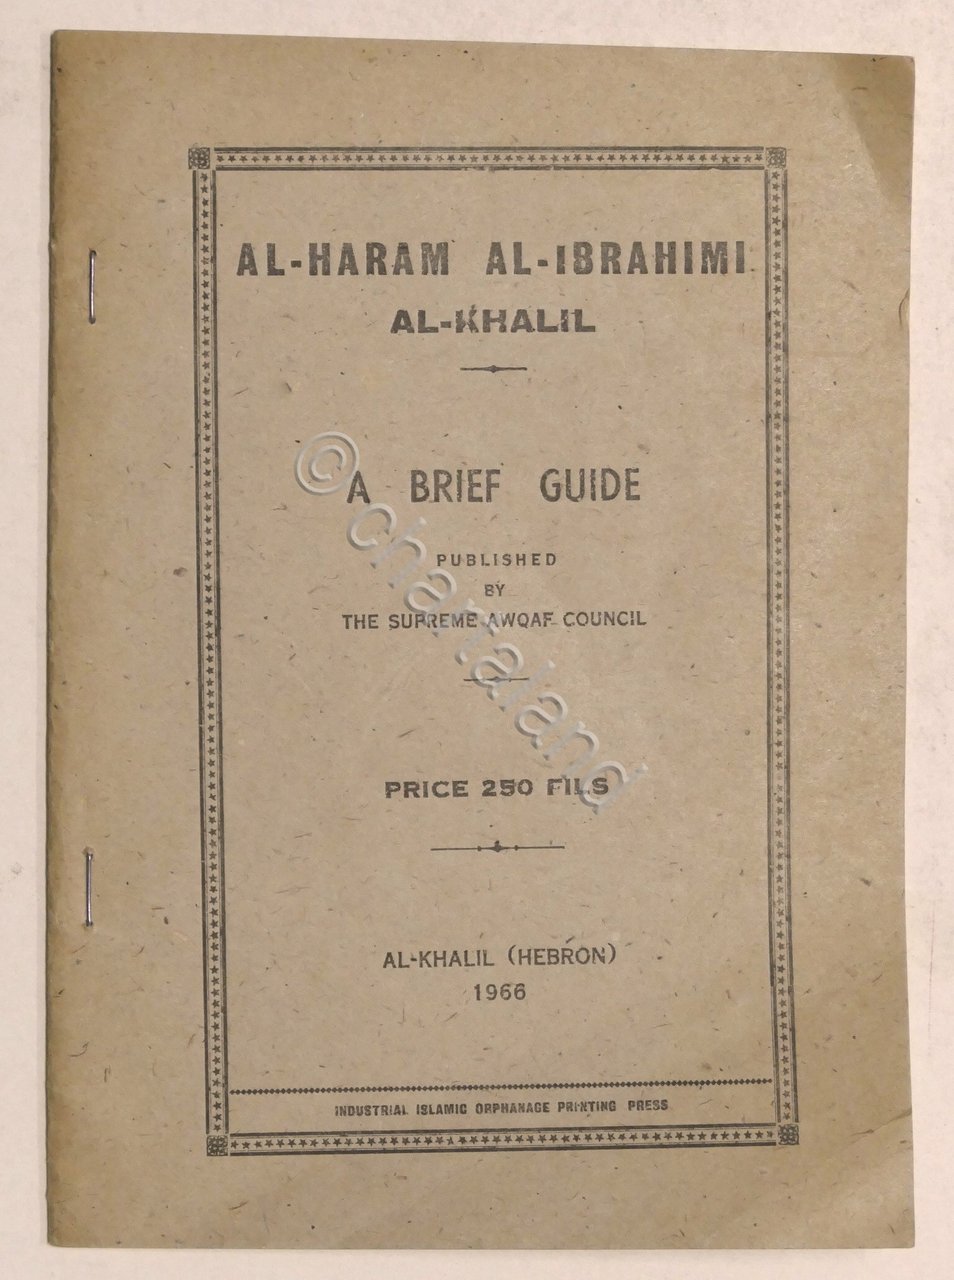 AL-HARAM AL-IBRAHIMI
AL-KHALIL
A BRIEF GUIDE
PUBLISHED
BY
THE SUPREME AWQAF COUNCIL
PRICE 250 FILS
AL-KHALIL (HEBRON)
1966
INDUSTRIAL ISLAMIC ORPHANAGE PRINTING PRESS
© chartaland